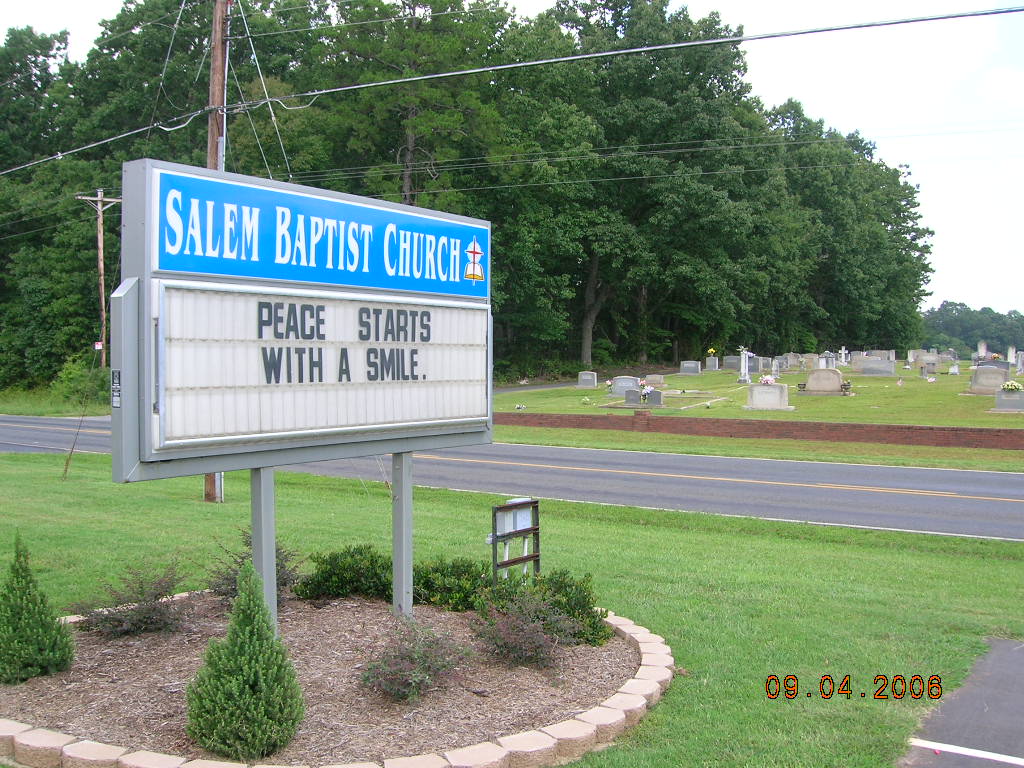 SALEM BAPTIST CHURCH
PEACE STARTS
WITH A SMILE.
09.04.2006